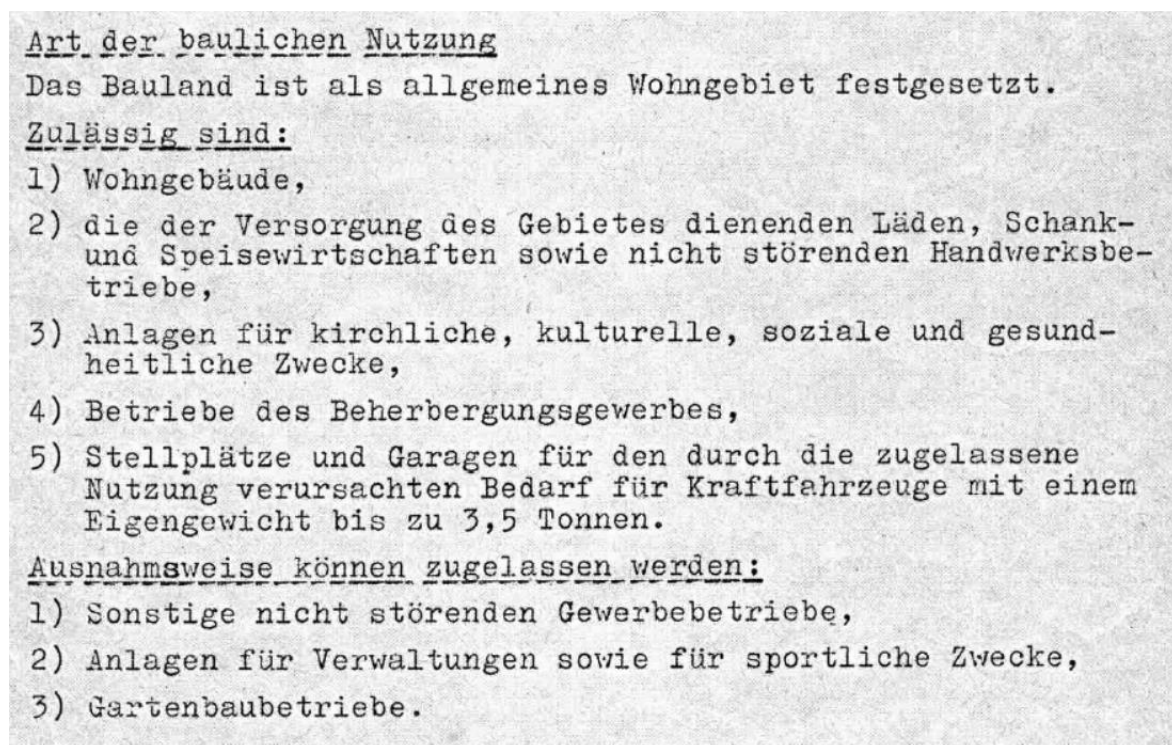 Art der baulichen Nutzung
Das Bauland ist als allgemeines Wohngebiet festgesetzt.
Zulässig sind:
1) Wohngebäude,
2) die der Versorgung des Gebietes dienenden Läden, Schank-
und Speisewirtschaften sowie nicht störenden Handwerksbe-
triebe,
3) Anlagen für kirchliche, kulturelle, soziale und gesund-
heitliche Zwecke,
4) Betriebe des Beherbergungsgewerbes,
5) Stellplätze und Garagen für den durch die zugelassene
Nutzung verursachten Bedarf für Kraftfahrzeuge mit einem
Eigengewicht bis zu 3,5 Tonnen.
Ausnahmsweise können zugelassen werden:
1) Sonstige nicht störenden Gewerbebetriebe,
2) Anlagen für Verwaltungen sowie für sportliche Zwecke,
3) Gartenbaubetriebe.